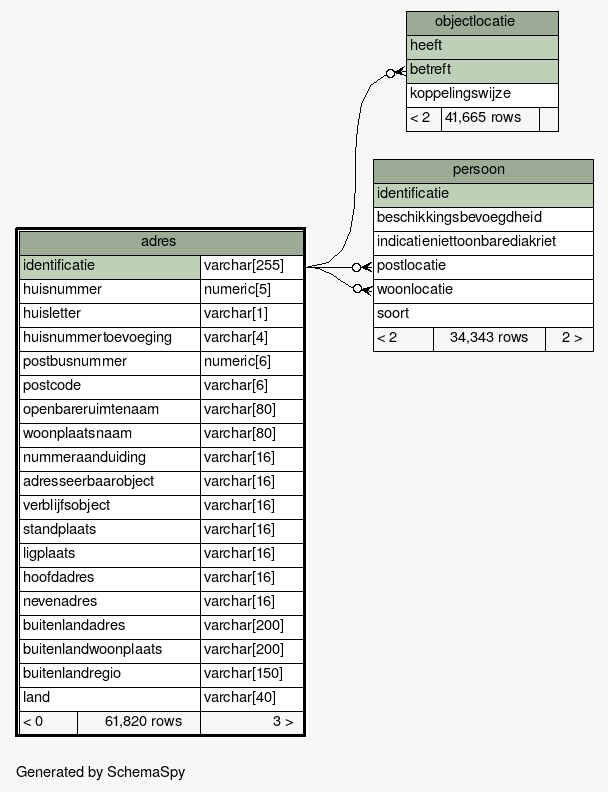 objectlocatie
heeft
betreft
koppelingswijze
< 2 41,665 rows
persoon
identificatie
beschikkingsbevoegdheid
indicatieniettoonbarediakriet
postlocatie
woonlocatie
soort
< 2 34,343 rows 2 >
adres
identificatie varchar[255]
huisnummer numeric[5]
huisletter varchar[1]
huisnummertoevoeging varchar[4]
postbusnummer numeric[6]
postcode varchar[6]
openbareruimtenaam varchar[80]
woonplaatsnaam varchar[80]
nummeraanduiding varchar[16]
adresseerbaarobject varchar[16]
verblijfsobject varchar[16]
standplaats varchar[16]
ligplaats varchar[16]
hoofdadres varchar[16]
nevenadres varchar[16]
buitenlandadres varchar[200]
buitenlandwoonplaats varchar[200]
buitenlandregio varchar[150]
land varchar[40]
< 0 61,820 rows 3 >
Generated by SchemaSpy